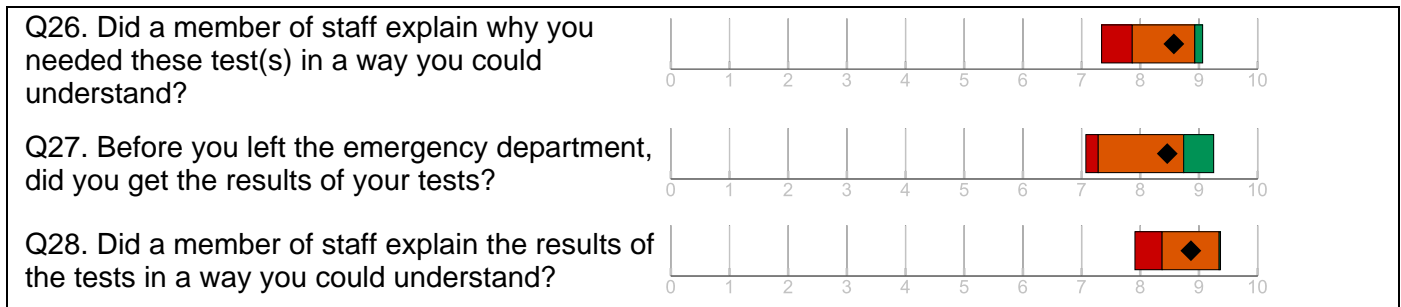 Q26. Did a member of staff explain why you
needed these test(s) in a way you could
understand?
0 1 2 3 4 5 6 7 8 9 10
Q27. Before you left the emergency department,
did you get the results of your tests?
0 1 2 3 4 5 6 7 8 9 10
Q28. Did a member of staff explain the results of
the tests in a way you could understand?
0 1 2 3 4 5 6 7 8 9 10